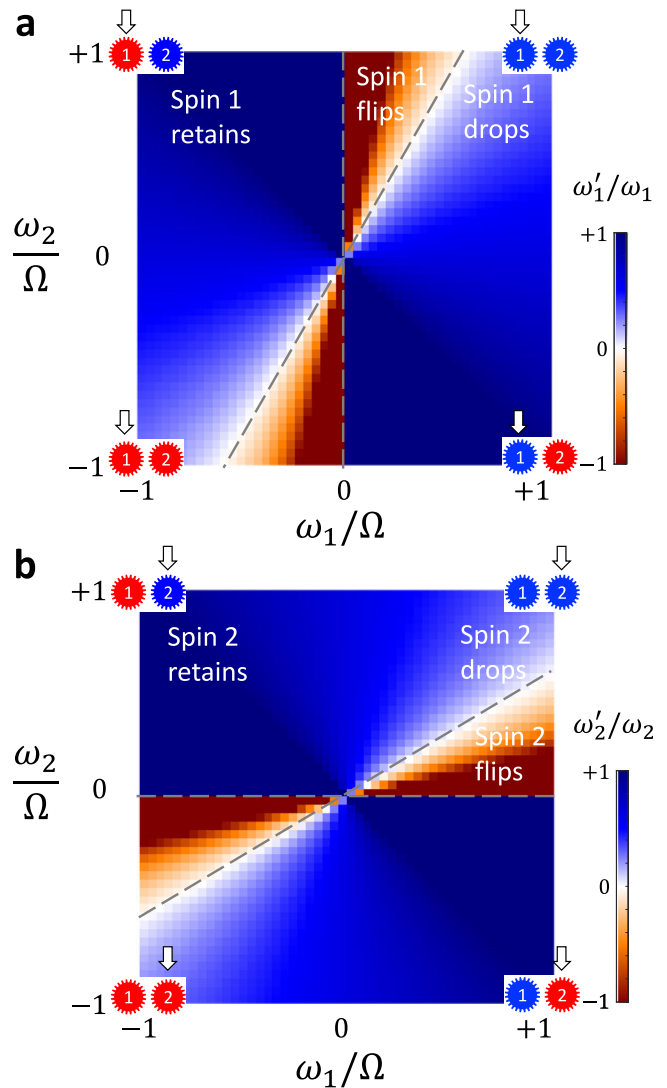 a
+1
1 2
1 2
Spin 1
retains
Spin 1
flips
Spin 1
drops
ω₁′/ω₁
+1
0
−1
ω₂
Ω
0
−1
1 2
1 2
−1 0 +1
ω₁/Ω
b
+1
1 2
1 2
Spin 2
retains
Spin 2
drops
Spin 2
flips
ω₂′/ω₂
+1
0
−1
ω₂
Ω
0
−1
1 2
1 2
−1 0 +1
ω₁/Ω